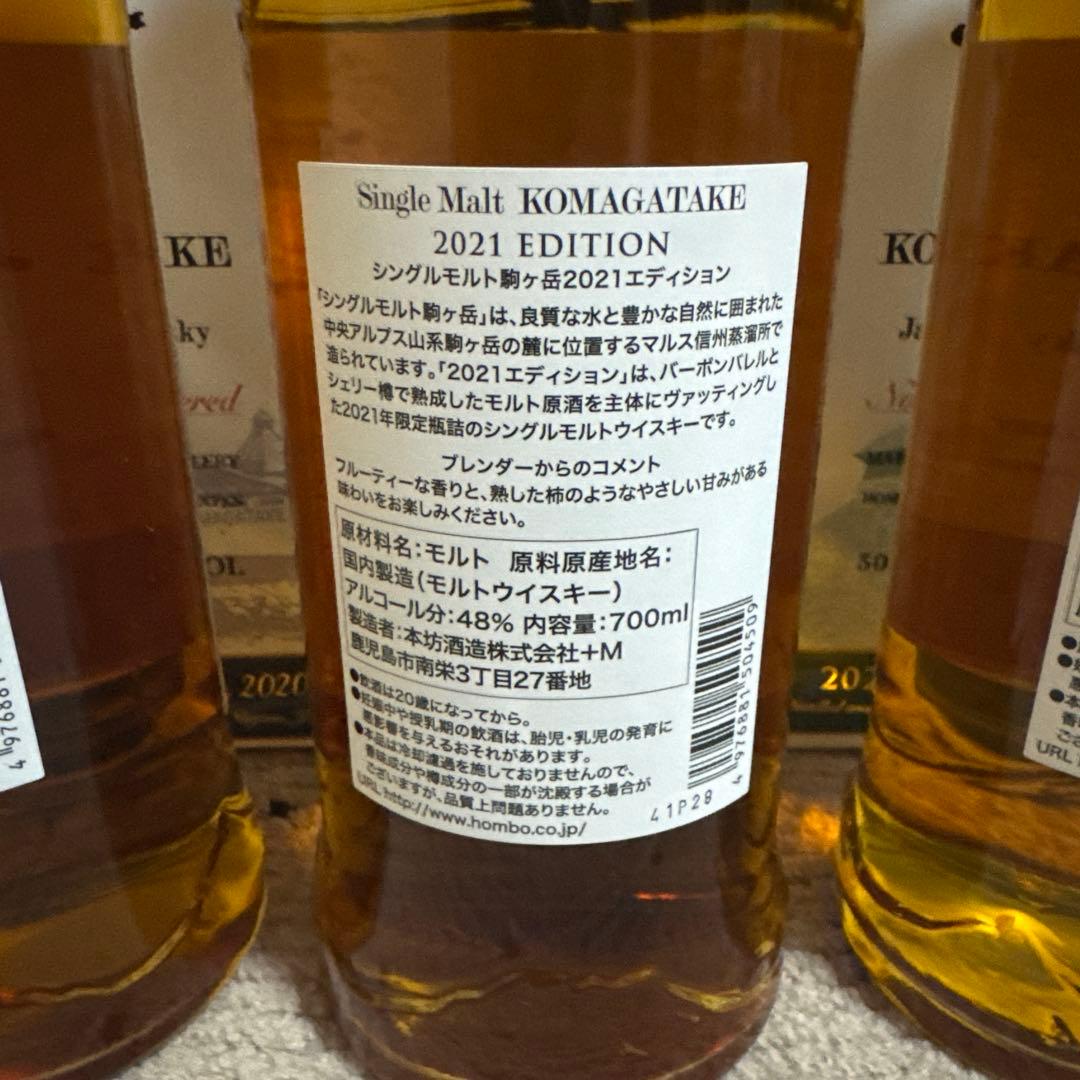 Single Malt KOMAGATAKE
2021 EDITION
シングルモルト駒ヶ岳2021エディション
「シングルモルト駒ヶ岳」は、良質な水と豊かな自然に囲まれた
中央アルプス山系駒ヶ岳の麓に位置するマルス信州蒸溜所で
造られています。「2021エディション」は、バーボンバレルと
シェリー樽で熟成したモルト原酒を主体にヴァッティングし
た2021年限定瓶詰のシングルモルトウイスキーです。
ブレンダーからのコメント
フルーティーな香りと、熟した柿のようなやさしい甘みがある
味わいをお楽しみください。
原材料名：モルト 原料原産地名：
国内製造（モルトウイスキー）
アルコール分：48% 内容量：700ml
製造者：本坊酒造株式会社＋M
鹿児島市南栄3丁目27番地
●飲酒は20歳になってから。
●妊娠中や授乳期の飲酒は、胎児・乳児の発育に
悪影響を与えるおそれがあります。
●本品は冷却濾過を施しておりませんので、
香味成分や樽成分の一部が沈殿する場合が
ございますが、品質上問題ありません。
URL http://www.hombo.co.jp/
41P28
4 976881 504509
KE
ky
ered
2020
4 976881
KO
Ja
50
202
URL